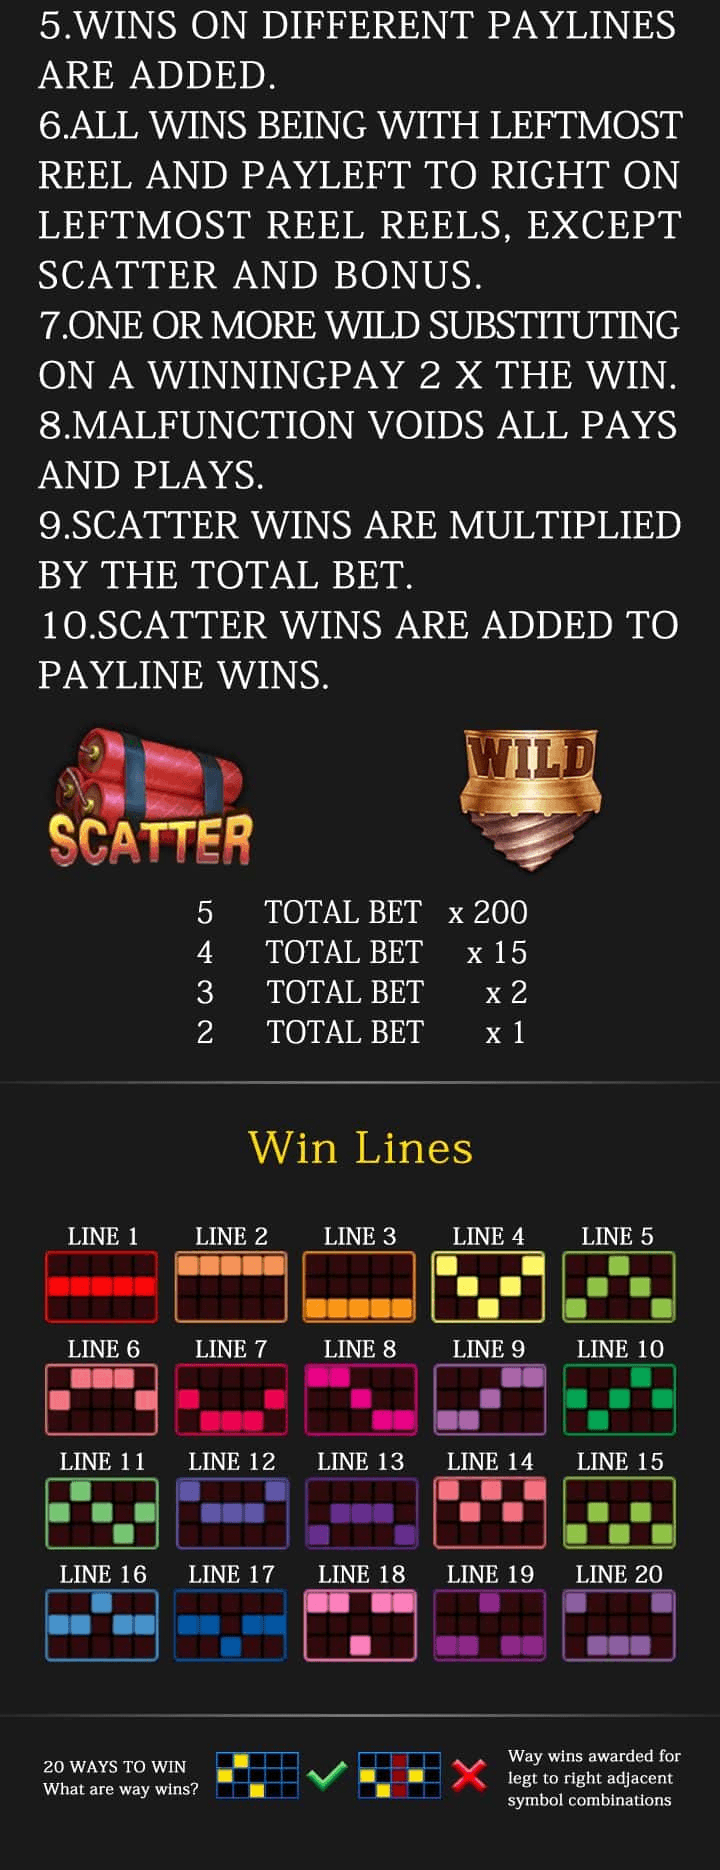 5.WINS ON DIFFERENT PAYLINES
ARE ADDED.
6.ALL WINS BEING WITH LEFTMOST
REEL AND PAYLEFT TO RIGHT ON
LEFTMOST REEL REELS, EXCEPT
SCATTER AND BONUS.
7.ONE OR MORE WILD SUBSTITUTING
ON A WINNINGPAY 2 X THE WIN.
8.MALFUNCTION VOIDS ALL PAYS
AND PLAYS.
9.SCATTER WINS ARE MULTIPLIED
BY THE TOTAL BET.
10.SCATTER WINS ARE ADDED TO
PAYLINE WINS.
SCATTER
WILD
5 TOTAL BET x 200
4 TOTAL BET x 15
3 TOTAL BET x 2
2 TOTAL BET x 1
Win Lines
LINE 1 LINE 2 LINE 3 LINE 4 LINE 5
LINE 6 LINE 7 LINE 8 LINE 9 LINE 10
LINE 11 LINE 12 LINE 13 LINE 14 LINE 15
LINE 16 LINE 17 LINE 18 LINE 19 LINE 20
20 WAYS TO WIN
What are way wins?
Way wins awarded for
legt to right adjacent
symbol combinations